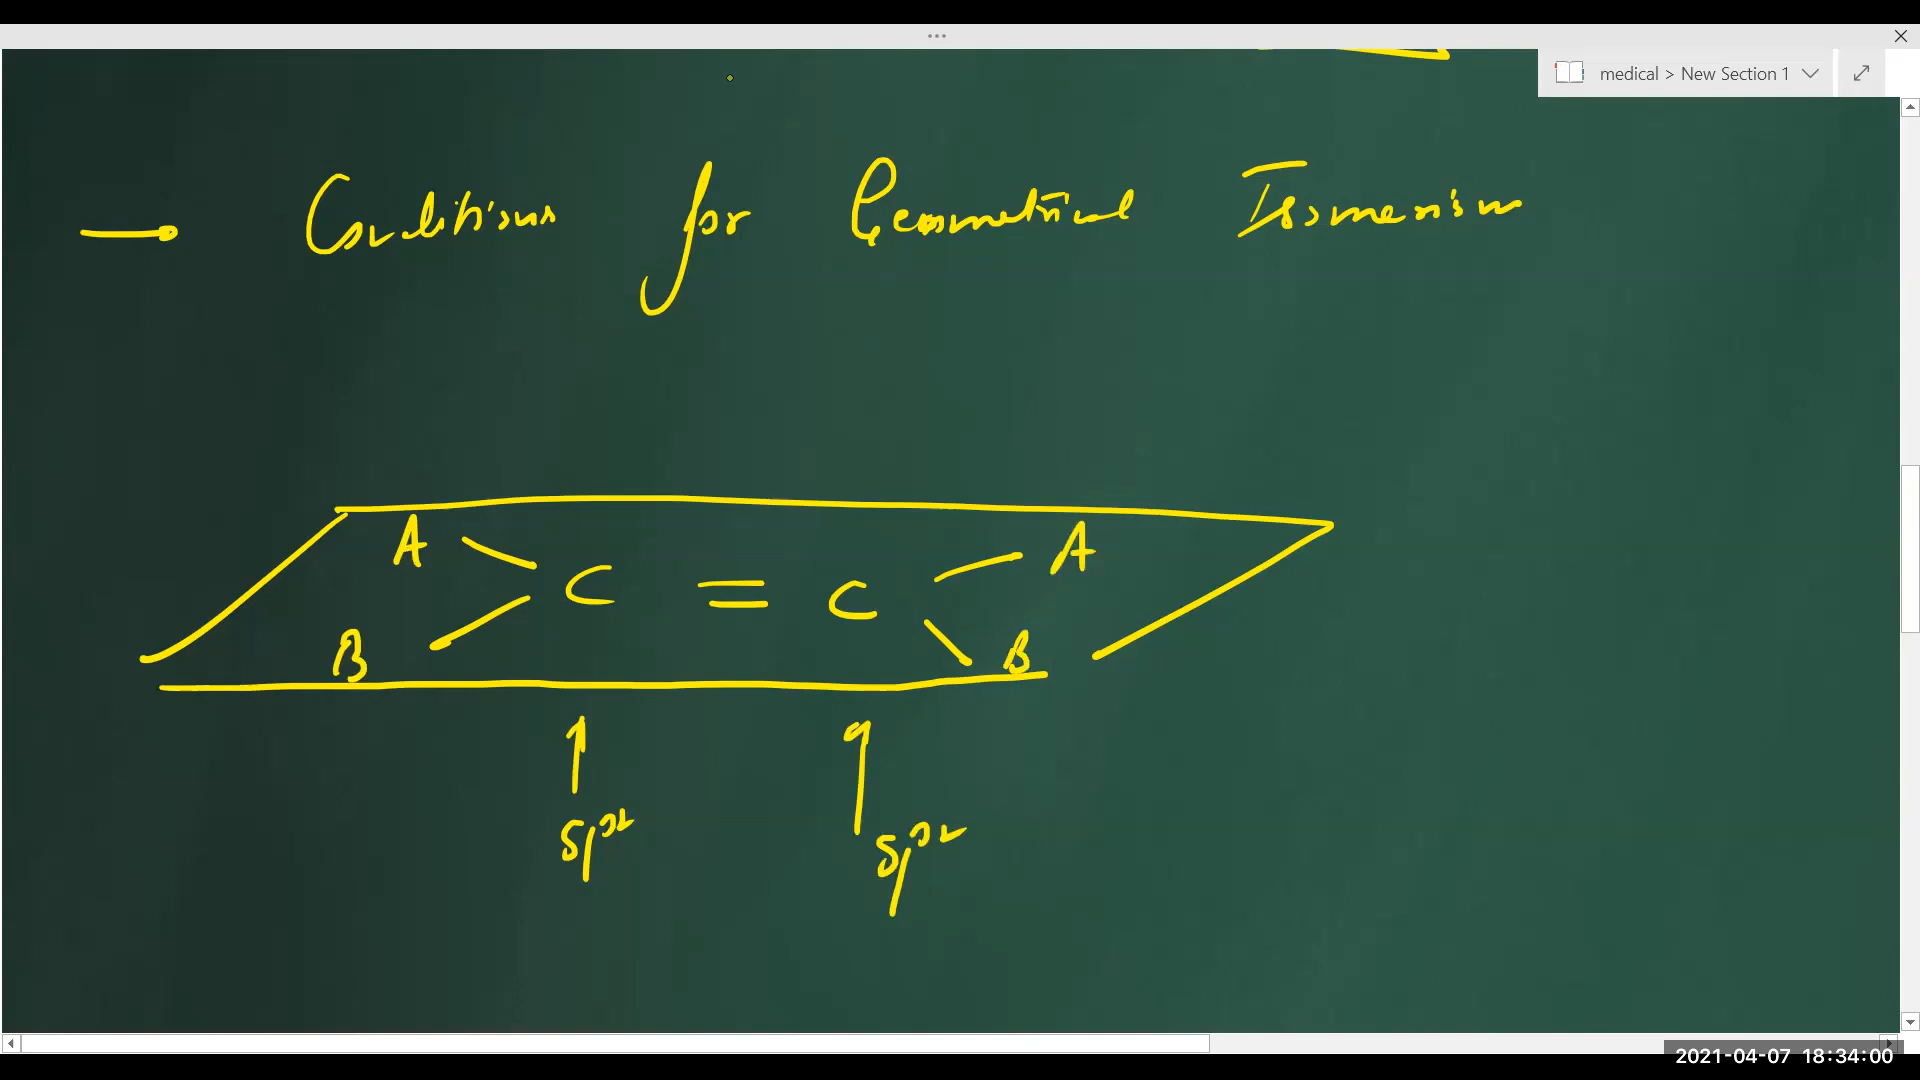 •••
medical > New Section 1
Conditions for Geometrical Isomerism
A A
C = C
B B
sp² sp²
2021-04-07 18:34:00